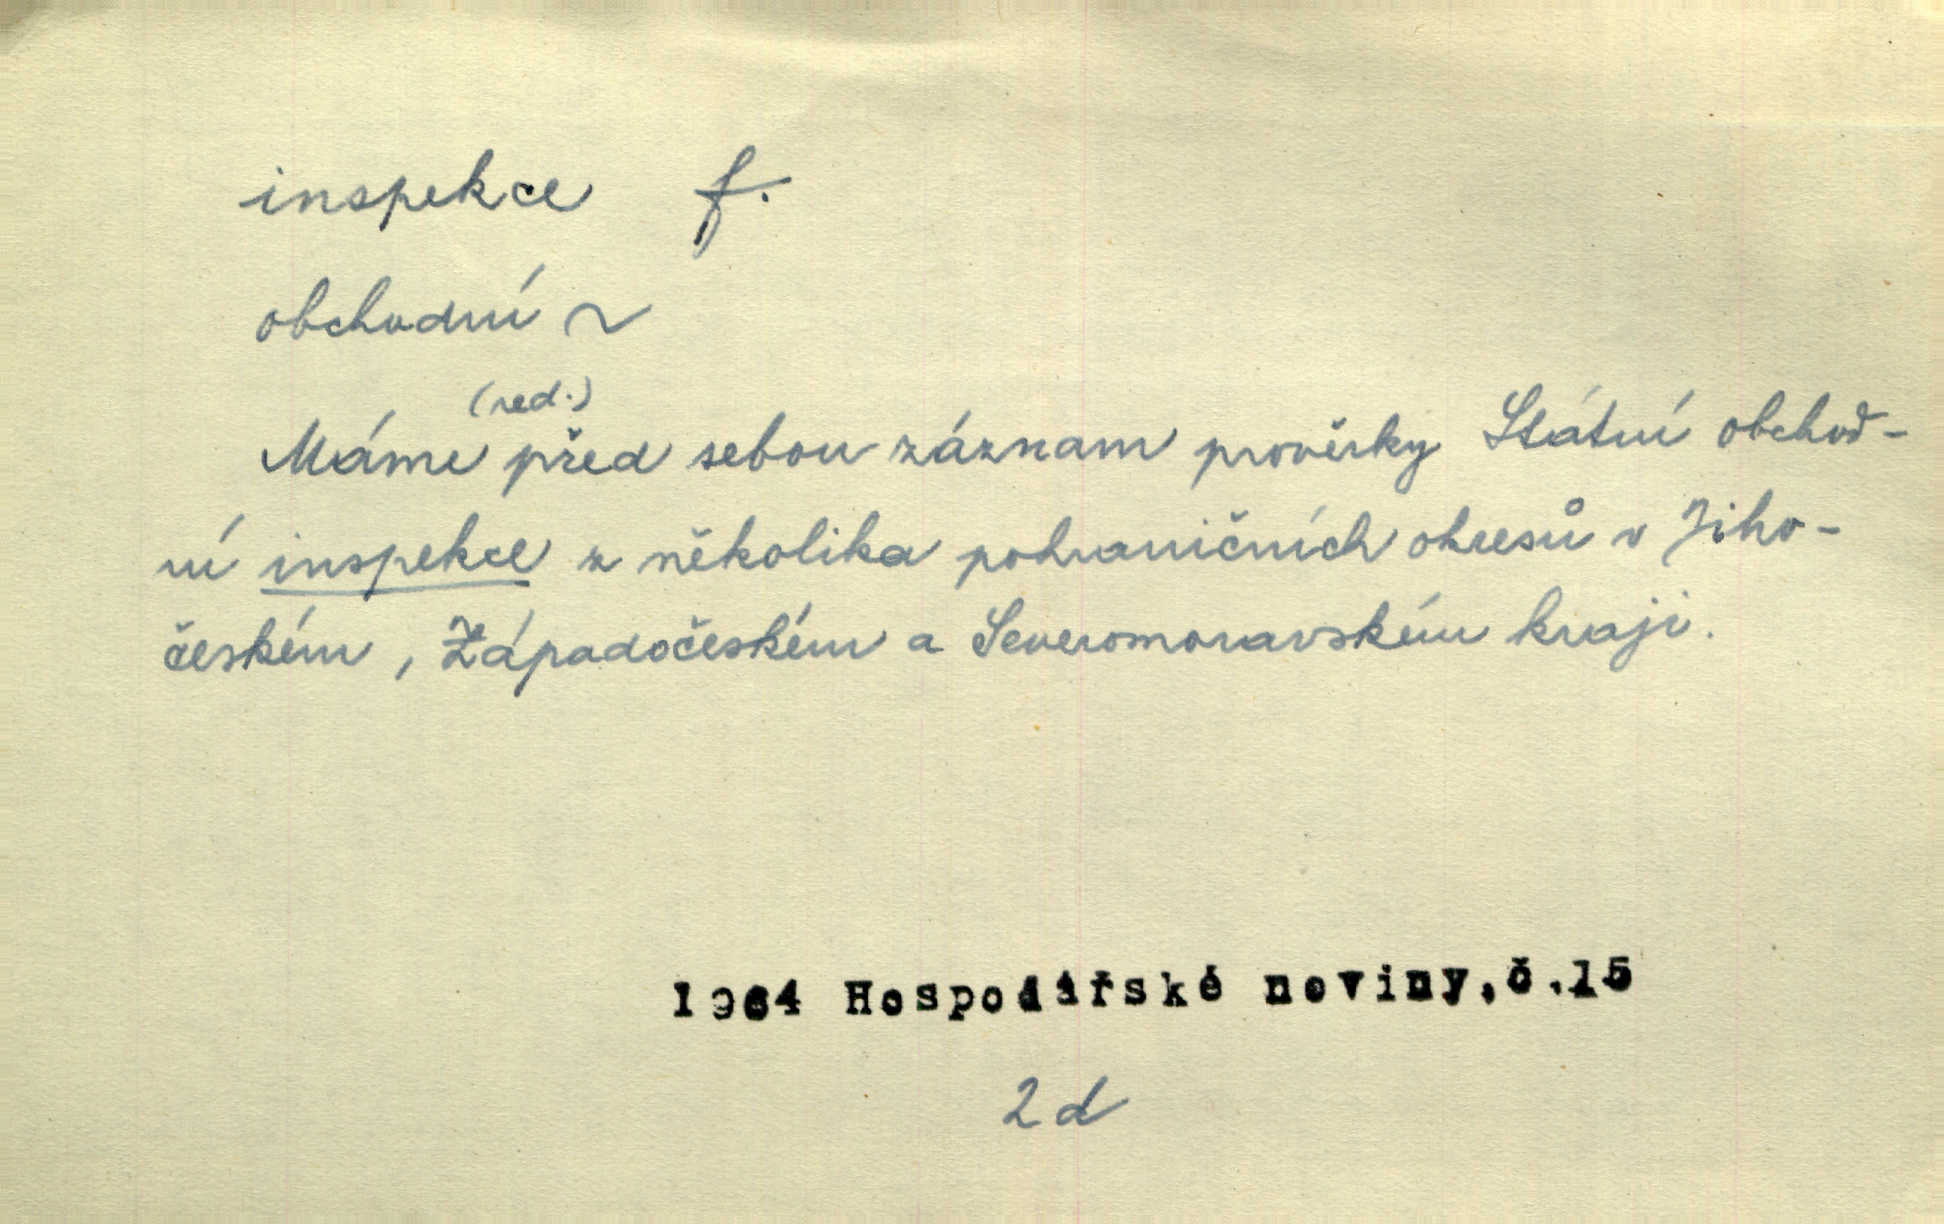 inspekce f.
obchodní ~
(red.)
Máme před sebou záznam prověrky Státní obchod-
ní inspekce z několika pohraničních okresů v Jiho-
českém, Západočeském a Severomoravském kraji.
1964 Hospodářské noviny, č.15
2d